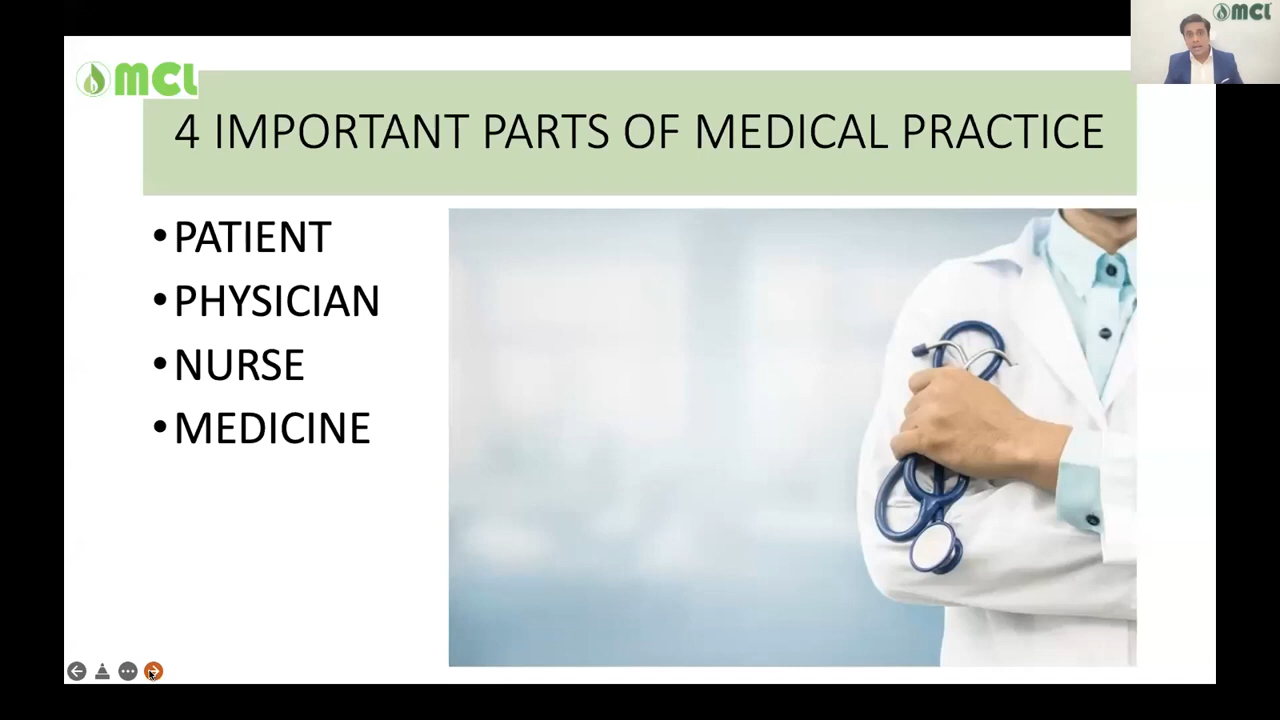 MCL
MCL
4 IMPORTANT PARTS OF MEDICAL PRACTICE
•PATIENT
•PHYSICIAN
•NURSE
•MEDICINE